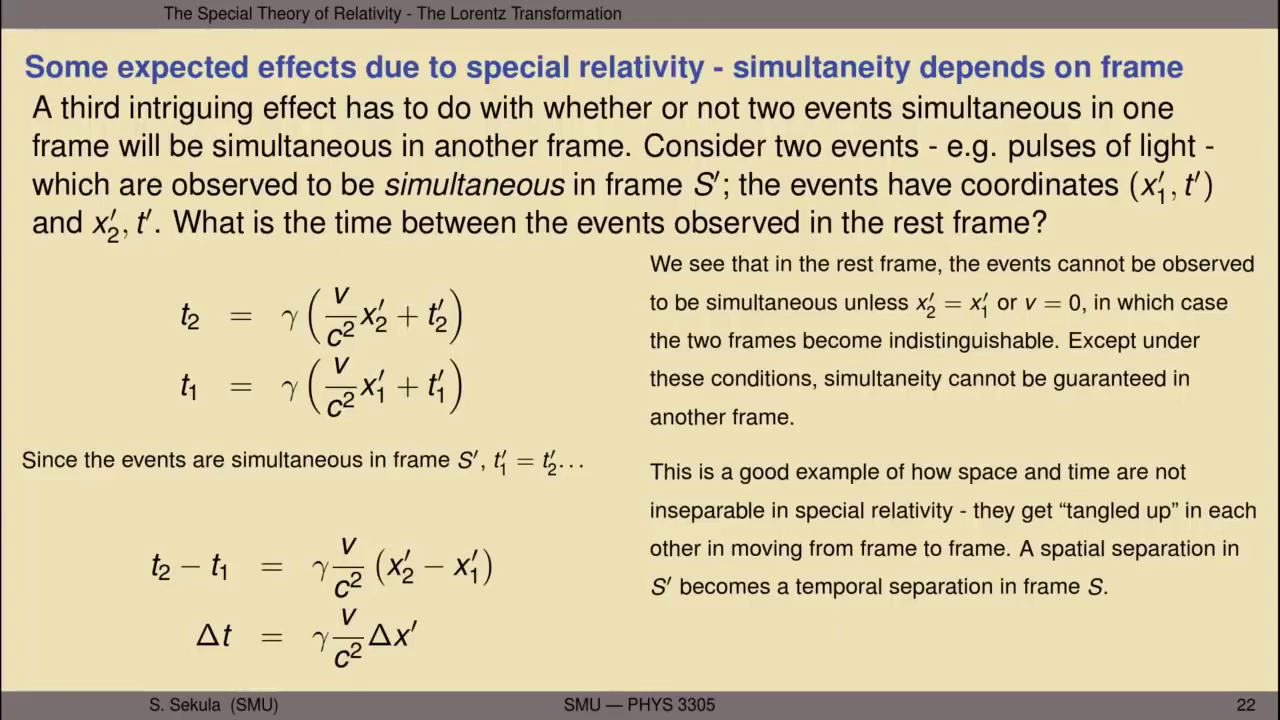 The Special Theory of Relativity - The Lorentz Transformation
Some expected effects due to special relativity - simultaneity depends on frame
A third intriguing effect has to do with whether or not two events simultaneous in one
frame will be simultaneous in another frame. Consider two events - e.g. pulses of light -
which are observed to be simultaneous in frame S′; the events have coordinates (x′₁, t′)
and x′₂, t′. What is the time between the events observed in the rest frame?
t₂ = γ(v/c² x′₂ + t′₂)
t₁ = γ(v/c² x′₁ + t′₁)
Since the events are simultaneous in frame S′, t′₁ = t′₂...
t₂ − t₁ = γ v/c² (x′₂ − x′₁)
Δt = γ v/c² Δx′
We see that in the rest frame, the events cannot be observed
to be simultaneous unless x′₂ = x′₁ or v = 0, in which case
the two frames become indistinguishable. Except under
these conditions, simultaneity cannot be guaranteed in
another frame.
This is a good example of how space and time are not
inseparable in special relativity - they get “tangled up” in each
other in moving from frame to frame. A spatial separation in
S′ becomes a temporal separation in frame S.
S. Sekula (SMU)
SMU — PHYS 3305
22